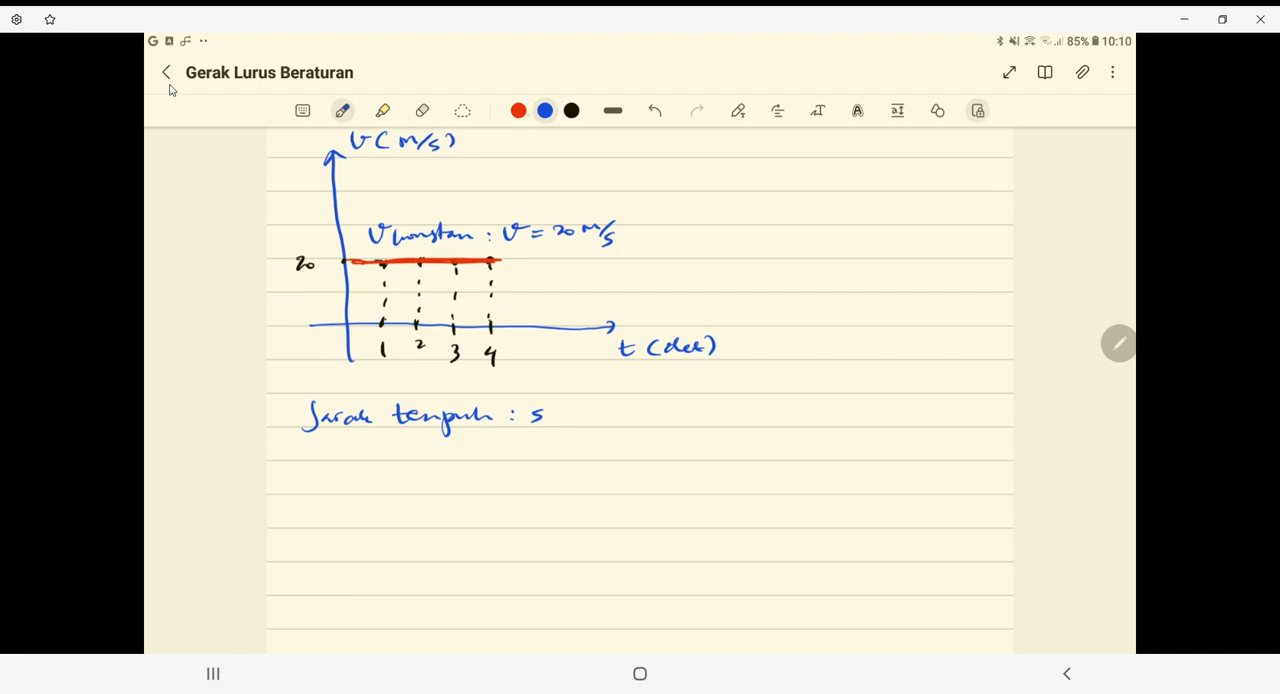 85% 10:10
Gerak Lurus Beraturan
V (m/s)
V konstan : V = 20 m/s
20
1 2 3 4
t (det)
Jarak tempuh : s